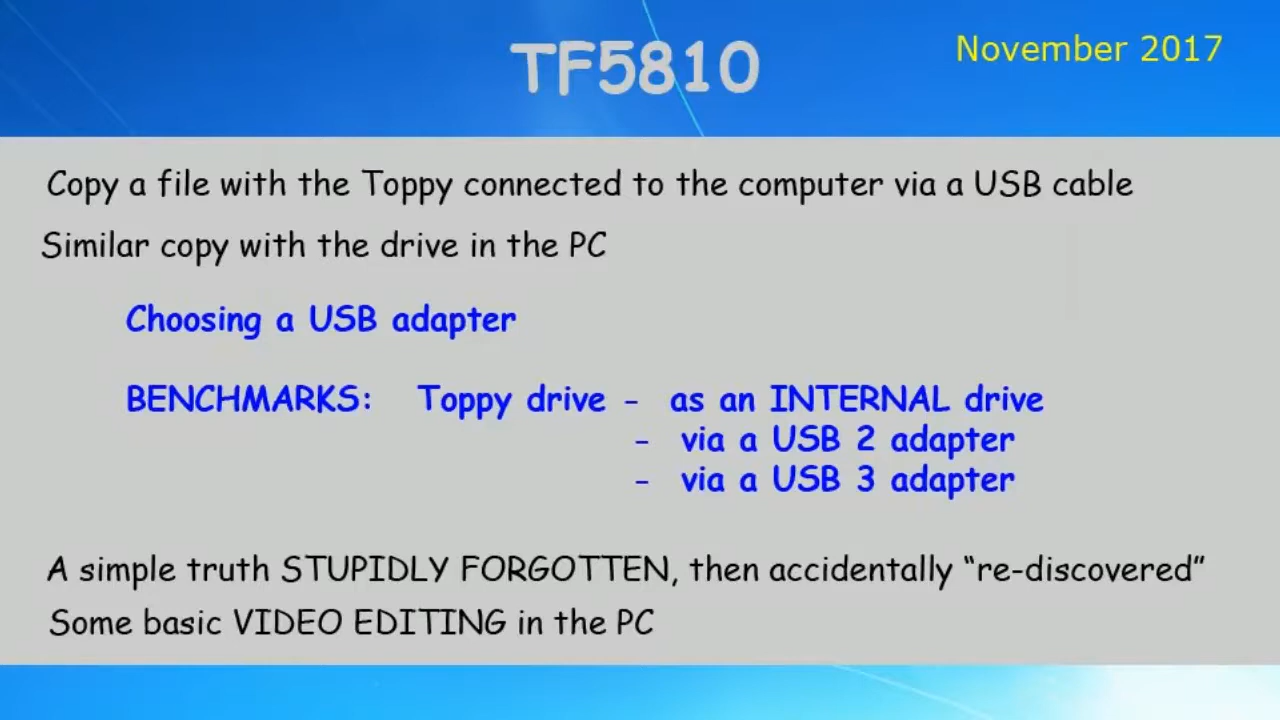 TF5810
November 2017
Copy a file with the Toppy connected to the computer via a USB cable
Similar copy with the drive in the PC
Choosing a USB adapter
BENCHMARKS: Toppy drive - as an INTERNAL drive
- via a USB 2 adapter
- via a USB 3 adapter
A simple truth STUPIDLY FORGOTTEN, then accidentally “re-discovered”
Some basic VIDEO EDITING in the PC